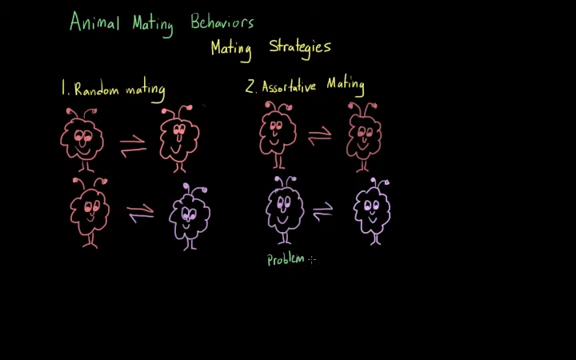 Animal Mating Behaviors
Mating Strategies
1. Random mating
2. Assortative Mating
Problem